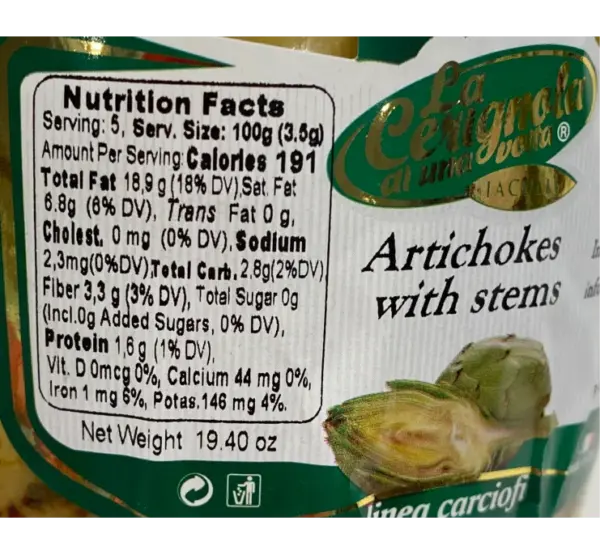 Nutrition Facts
Serving: 5, Serv. Size: 100g (3.5g)
Amount Per Serving: Calories 191
Total Fat 18,9 g (18% DV), Sat. Fat
6.8g (6% DV), Trans Fat 0 g,
Cholest. 0 mg (0% DV), Sodium
2,3mg(0%DV),Total Carb. 2,8g(2%DV)
Fiber 3,3 g (3% DV), Total Sugar 0g
(Incl.0g Added Sugars, 0% DV),
Protein 1,6 g (1% DV),
Vit. D 0mcg 0%, Calcium 44 mg 0%,
Iron 1 mg 6%, Potas.146 mg 4%.
Net Weight 19.40 oz
La
Cerignola
di una volta ®
Artichokes
with stems
linea carciofi